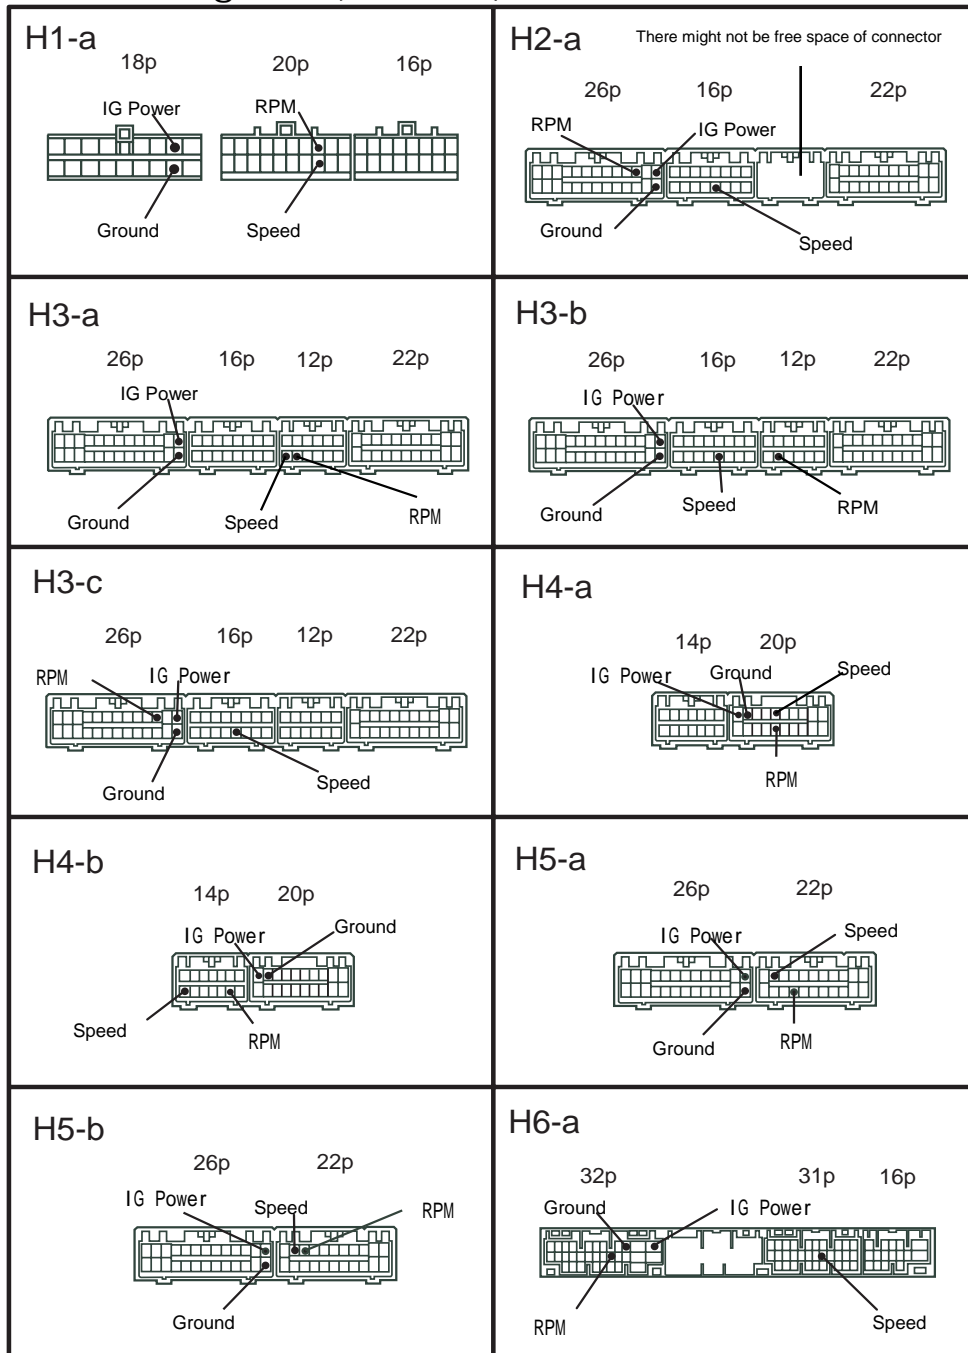 H1-a
18p 20p 16p
IG Power RPM
Ground Speed
H2-a
There might not be free space of connector
26p 16p 22p
RPM IG Power
Ground Speed
H3-a
26p 16p 12p 22p
IG Power
Ground Speed RPM
H3-b
26p 16p 12p 22p
IG Power
Ground Speed RPM
H3-c
26p 16p 12p 22p
RPM IG Power
Ground Speed
H4-a
14p 20p
IG Power Ground Speed
RPM
H4-b
14p 20p
IG Power Ground
Speed RPM
H5-a
26p 22p
IG Power Speed
Ground RPM
H5-b
26p 22p
IG Power Speed RPM
Ground
H6-a
32p 31p 16p
Ground IG Power
RPM Speed